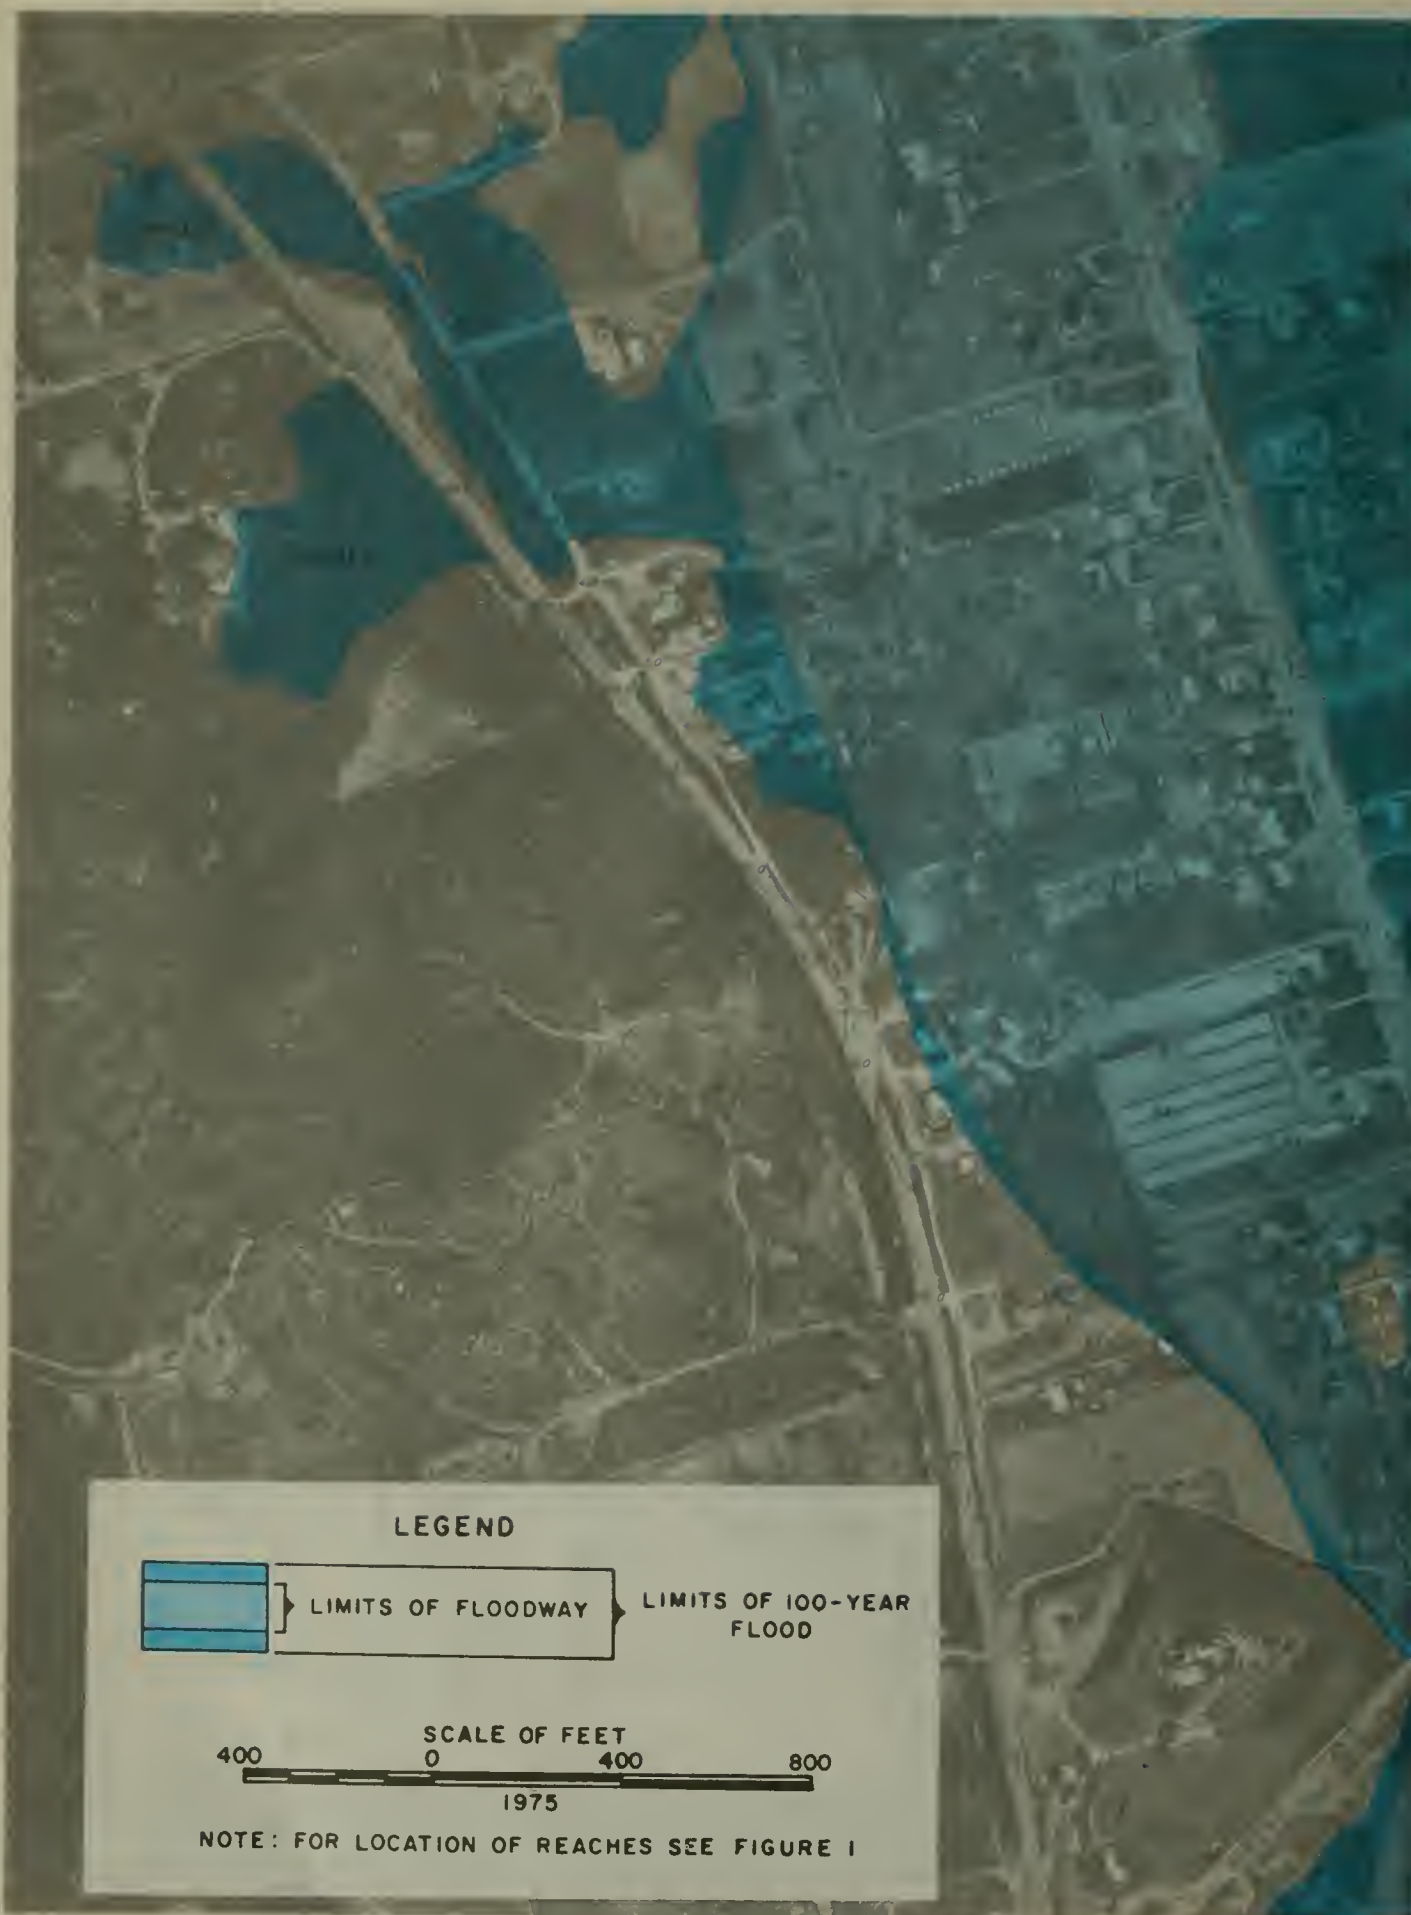 LEGEND
LIMITS OF FLOODWAY
LIMITS OF 100-YEAR
FLOOD
SCALE OF FEET
400 0 400 800
1975
NOTE: FOR LOCATION OF REACHES SEE FIGURE 1